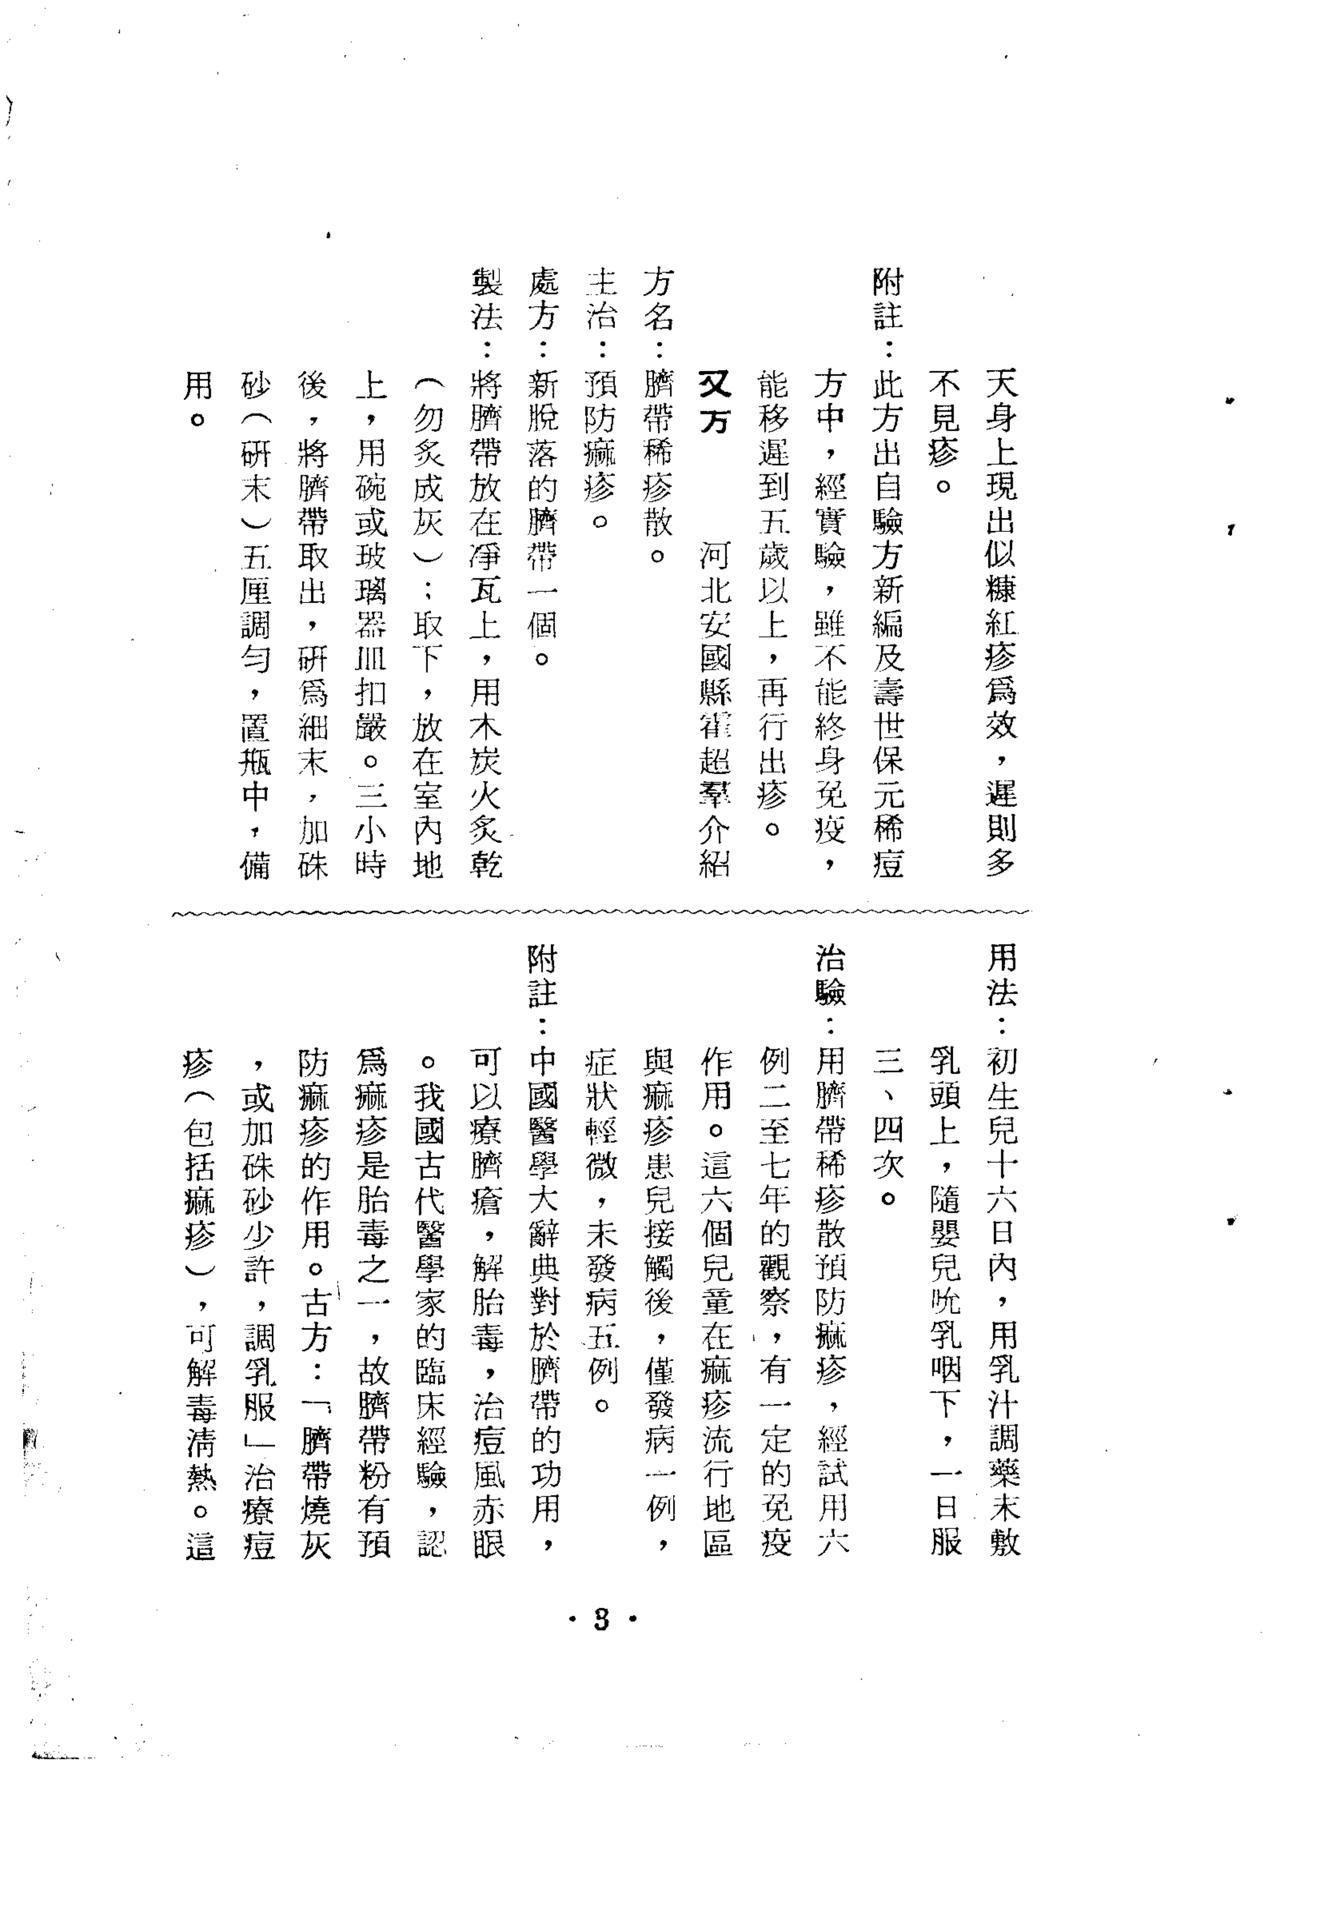 天身上現出似糠紅疹爲效，遲則多
不見疹。
附註：此方出自驗方新編及壽世保元稀痘
方中，經實驗，雖不能終身免疫，
能移遲到五歲以上，再行出疹。
又方　　　河北安國縣霍超羣介紹
方名：臍帶稀疹散。
主治：預防痲疹。
處方：新脫落的臍帶一個。
製法：將臍帶放在凈瓦上，用木炭火炙乾
（勿炙成灰）；取下，放在室內地
上，用碗或玻璃器皿扣嚴。三小時
後，將臍帶取出，研爲細末，加硃
砂（研末）五厘調勻，置瓶中，備
用。
用法：初生兒十六日內，用乳汁調藥末敷
乳頭上，隨嬰兒吮乳咽下，一日服
三、四次。
治驗：用臍帶稀疹散預防痲疹，經試用六
例二至七年的觀察，有一定的免疫
作用。這六個兒童在痲疹流行地區
與痲疹患兒接觸後，僅發病一例，
症狀輕微，未發病五例。
附註：中國醫學大辭典對於臍帶的功用，
可以療臍瘡，解胎毒，治痘風赤眼
。我國古代醫學家的臨床經驗，認
爲痲疹是胎毒之一，故臍帶粉有預
防痲疹的作用。古方：「臍帶燒灰
，或加硃砂少許，調乳服」治療痘
疹（包括痲疹），可解毒淸熱。這
·3·